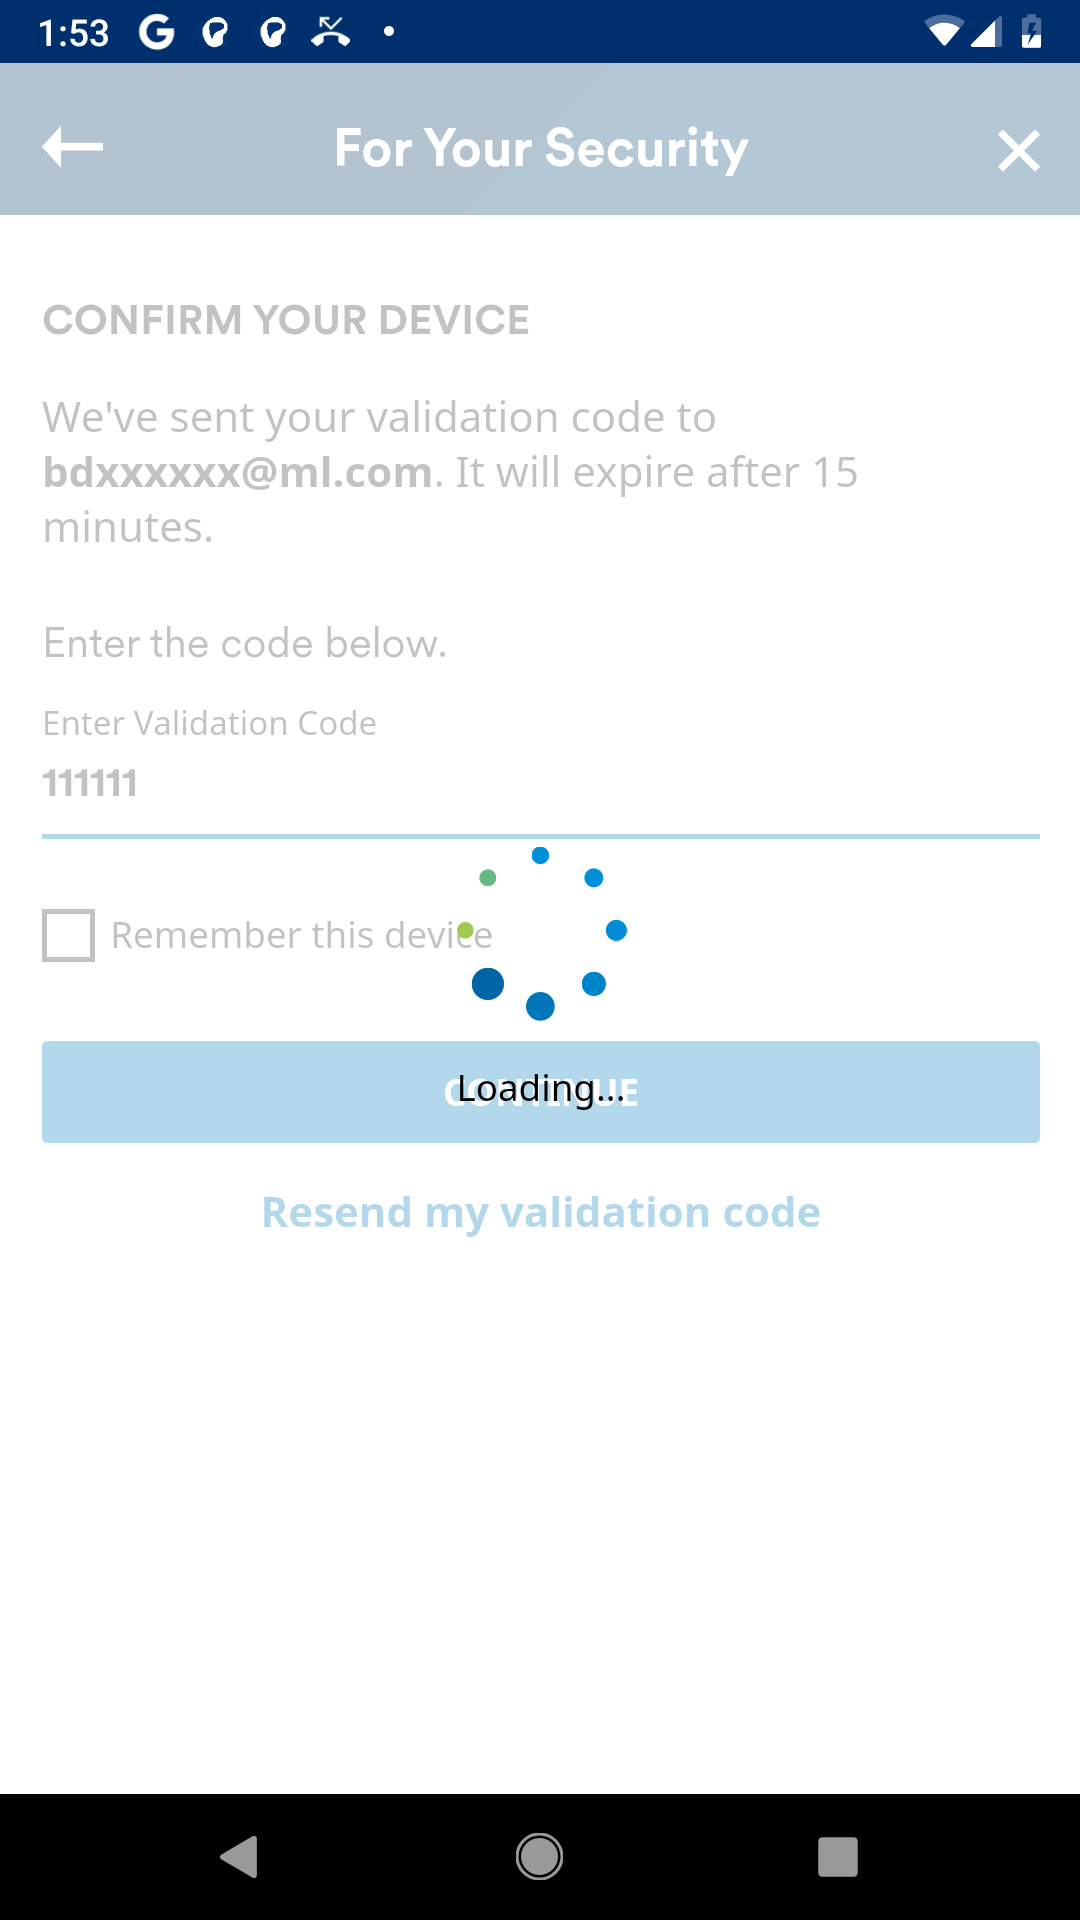 1:53
For Your Security
CONFIRM YOUR DEVICE
We've sent your validation code to
bdxxxxxx@ml.com. It will expire after 15
minutes.
Enter the code below.
Enter Validation Code
111111
Remember this device
CONTINUE
Loading...
Resend my validation code